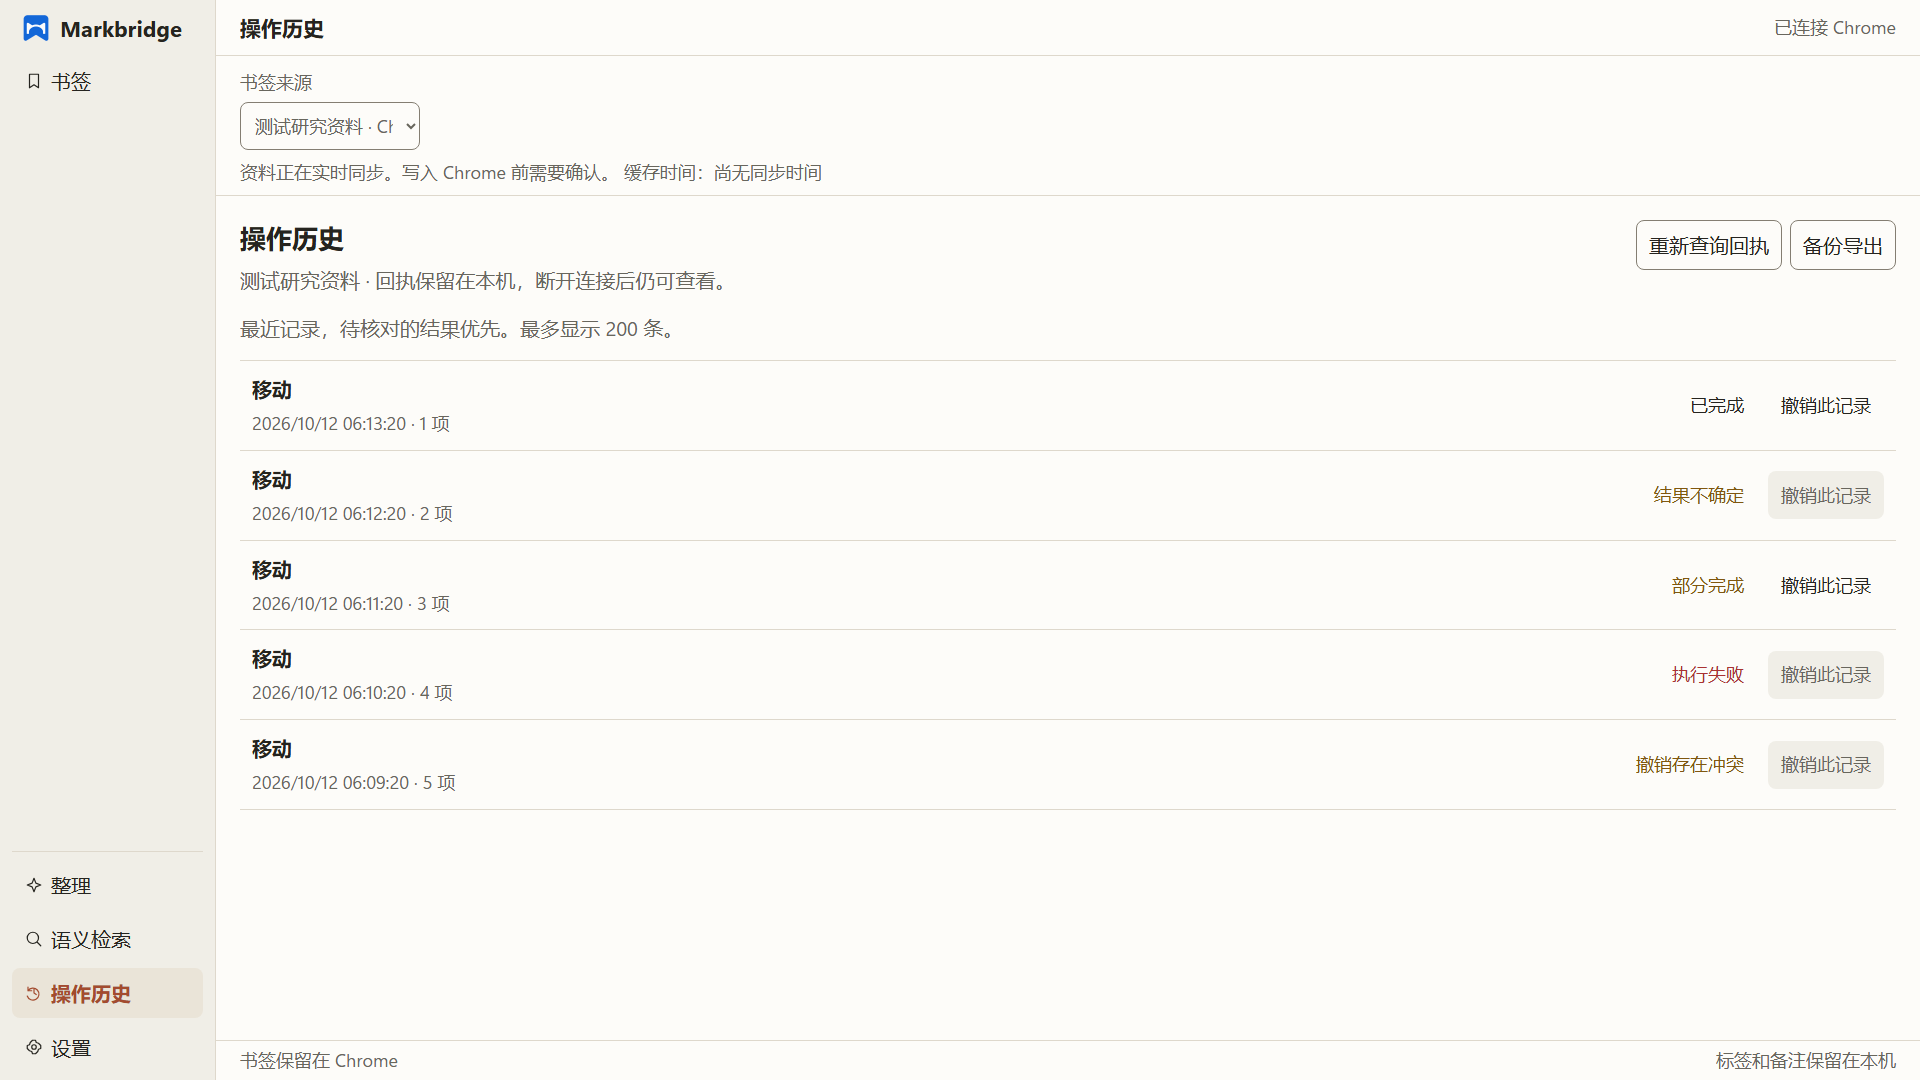 Markbridge
书签
整理
语义检索
操作历史
设置
操作历史
已连接 Chrome
书签来源
测试研究资料 · Ch
资料正在实时同步。写入 Chrome 前需要确认。 缓存时间：尚无同步时间
操作历史
重新查询回执
备份导出
测试研究资料 · 回执保留在本机，断开连接后仍可查看。
最近记录，待核对的结果优先。最多显示 200 条。
移动
2026/10/12 06:13:20 · 1 项
已完成
撤销此记录
移动
2026/10/12 06:12:20 · 2 项
结果不确定
撤销此记录
移动
2026/10/12 06:11:20 · 3 项
部分完成
撤销此记录
移动
2026/10/12 06:10:20 · 4 项
执行失败
撤销此记录
移动
2026/10/12 06:09:20 · 5 项
撤销存在冲突
撤销此记录
书签保留在 Chrome
标签和备注保留在本机